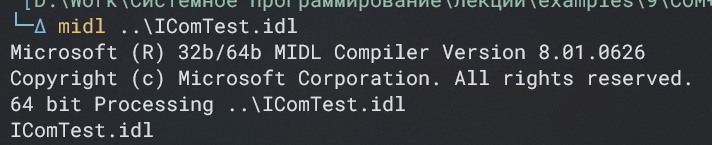 [D:\Work\Системное Программирование\Лекции\examples\9\COM
└─Δ midl ..\IComTest.idl
Microsoft (R) 32b/64b MIDL Compiler Version 8.01.0626
Copyright (c) Microsoft Corporation. All rights reserved.
64 bit Processing ..\IComTest.idl
IComTest.idl